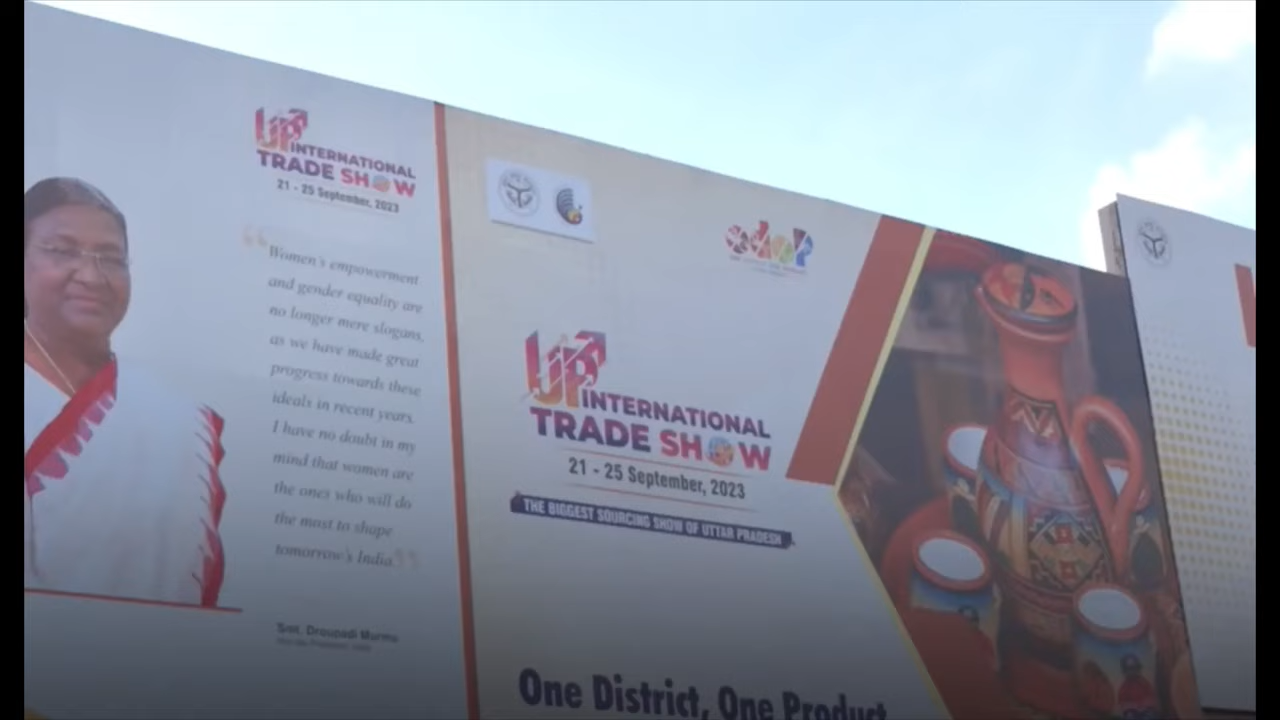 UP INTERNATIONAL
TRADE SHOW
21 - 25 September, 2023
“Women's empowerment
and gender equality are
no longer mere slogans,
as we have made great
progress towards these
ideals in recent years.
I have no doubt in my
mind that women are
the ones who will do
the most to shape
tomorrow's India.”
Smt. Droupadi Murmu
odop
UP INTERNATIONAL
TRADE SHOW
21 - 25 September, 2023
THE BIGGEST SOURCING SHOW OF UTTAR PRADESH
One District, One Product